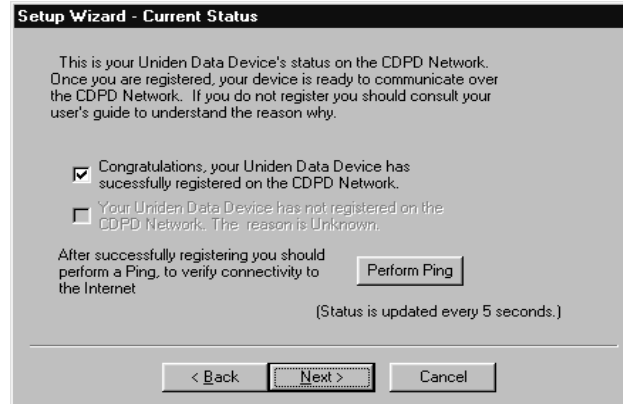 Setup Wizard - Current Status
This is your Uniden Data Device's status on the CDPD Network.
Once you are registered, your device is ready to communicate over
the CDPD Network. If you do not register you should consult your
user's guide to understand the reason why.
Congratulations, your Uniden Data Device has
sucessfully registered on the CDPD Network.
Your Uniden Data Device has not registered on the
CDPD Network. The reason is Unknown.
After successfully registering you should
perform a Ping, to verify connectivity to
the Internet
Perform Ping
(Status is updated every 5 seconds.)
< Back
Next >
Cancel